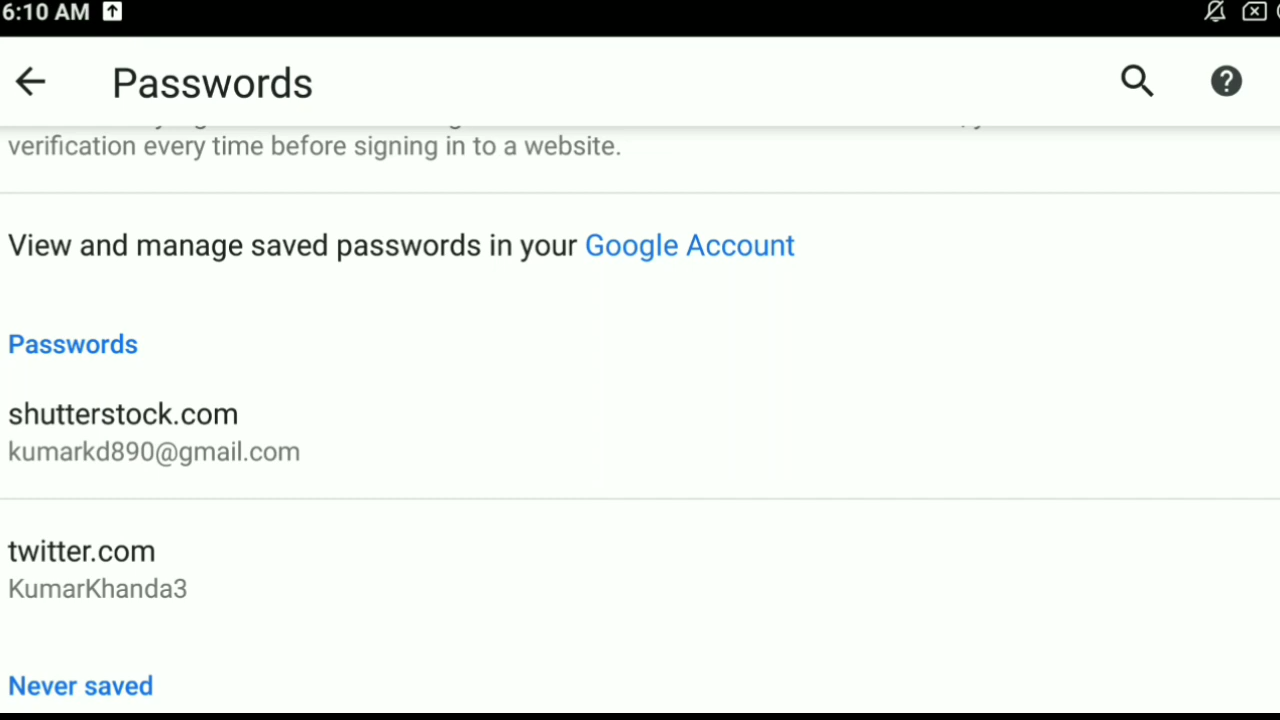 6:10 AM
Passwords
verification every time before signing in to a website.
View and manage saved passwords in your Google Account
Passwords
shutterstock.com
kumarkd890@gmail.com
twitter.com
KumarKhanda3
Never saved